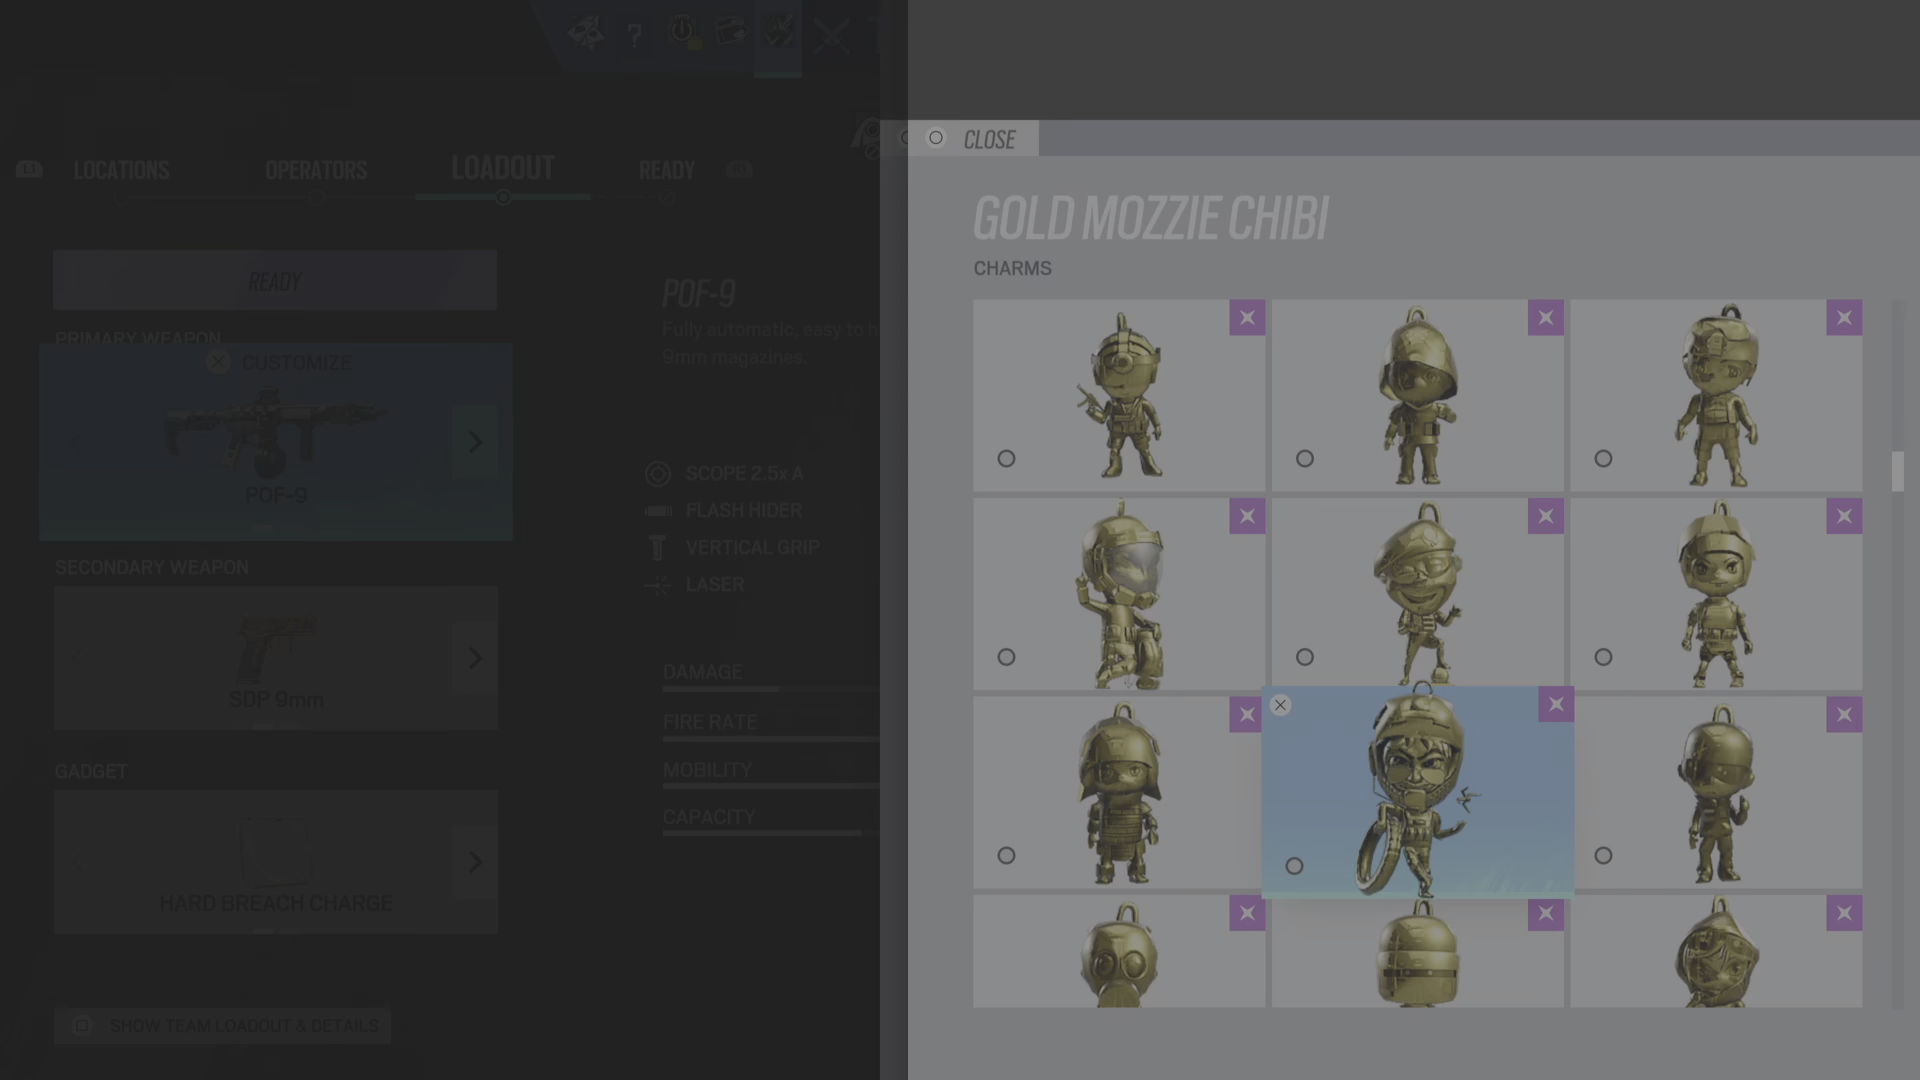 ?
CLOSE
L1
LOCATIONS
OPERATORS
LOADOUT
READY
GOLD MOZZIE CHIBI
CHARMS
READY
POF-9
Fully automatic, easy to h
9mm magazines.
PRIMARY WEAPON
CUSTOMIZE
POF-9
SCOPE 2.5x A
FLASH HIDER
VERTICAL GRIP
LASER
SECONDARY WEAPON
SDP 9mm
DAMAGE
FIRE RATE
MOBILITY
CAPACITY
GADGET
HARD BREACH CHARGE
SHOW TEAM LOADOUT & DETAILS